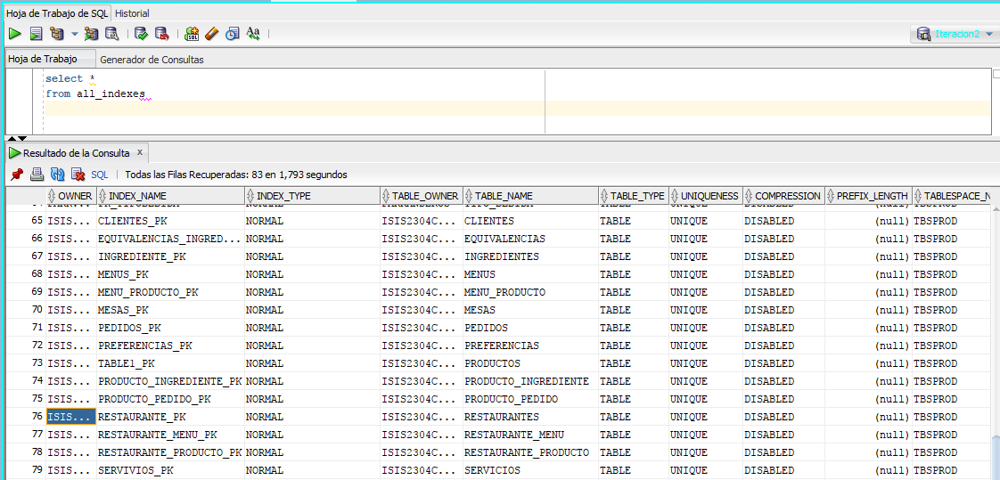 Hoja de Trabajo de SQL Historial
Iteracion2
Hoja de Trabajo Generador de Consultas
select *
from all_indexes
Resultado de la Consulta x
SQL | Todas las Filas Recuperadas: 83 en 1,793 segundos
OWNER INDEX_NAME INDEX_TYPE TABLE_OWNER TABLE_NAME TABLE_TYPE UNIQUENESS COMPRESSION PREFIX_LENGTH TABLESPACE_N
65 ISIS... CLIENTES_PK NORMAL ISIS2304C... CLIENTES TABLE UNIQUE DISABLED (null) TBSPROD
66 ISIS... EQUIVALENCIAS_INGRED... NORMAL ISIS2304C... EQUIVALENCIAS TABLE UNIQUE DISABLED (null) TBSPROD
67 ISIS... INGREDIENTE_PK NORMAL ISIS2304C... INGREDIENTES TABLE UNIQUE DISABLED (null) TBSPROD
68 ISIS... MENUS_PK NORMAL ISIS2304C... MENUS TABLE UNIQUE DISABLED (null) TBSPROD
69 ISIS... MENU_PRODUCTO_PK NORMAL ISIS2304C... MENU_PRODUCTO TABLE UNIQUE DISABLED (null) TBSPROD
70 ISIS... MESAS_PK NORMAL ISIS2304C... MESAS TABLE UNIQUE DISABLED (null) TBSPROD
71 ISIS... PEDIDOS_PK NORMAL ISIS2304C... PEDIDOS TABLE UNIQUE DISABLED (null) TBSPROD
72 ISIS... PREFERENCIAS_PK NORMAL ISIS2304C... PREFERENCIAS TABLE UNIQUE DISABLED (null) TBSPROD
73 ISIS... TABLE1_PK NORMAL ISIS2304C... PRODUCTOS TABLE UNIQUE DISABLED (null) TBSPROD
74 ISIS... PRODUCTO_INGREDIENTE_PK NORMAL ISIS2304C... PRODUCTO_INGREDIENTE TABLE UNIQUE DISABLED (null) TBSPROD
75 ISIS... PRODUCTO_PEDIDO_PK NORMAL ISIS2304C... PRODUCTO_PEDIDO TABLE UNIQUE DISABLED (null) TBSPROD
76 ISIS... RESTAURANTE_PK NORMAL ISIS2304C... RESTAURANTES TABLE UNIQUE DISABLED (null) TBSPROD
77 ISIS... RESTAURANTE_MENU_PK NORMAL ISIS2304C... RESTAURANTE_MENU TABLE UNIQUE DISABLED (null) TBSPROD
78 ISIS... RESTAURANTE_PRODUCTO_PK NORMAL ISIS2304C... RESTAURANTE_PRODUCTO TABLE UNIQUE DISABLED (null) TBSPROD
79 ISIS... SERVIVIOS_PK NORMAL ISIS2304C... SERVICIOS TABLE UNIQUE DISABLED (null) TBSPROD